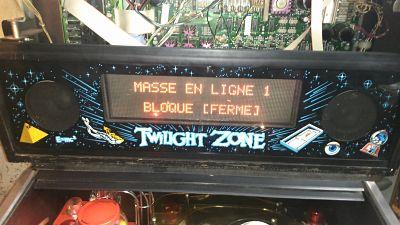 MASSE EN LIGNE 1
BLOQUE [FERME]
TWILIGHT ZONE